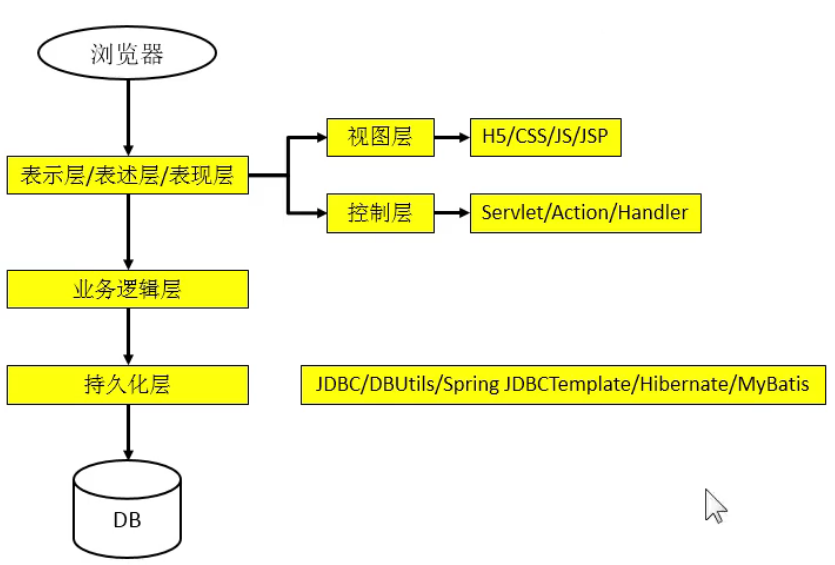 浏览器
视图层
H5/CSS/JS/JSP
表示层/表述层/表现层
控制层
Servlet/Action/Handler
业务逻辑层
持久化层
JDBC/DBUtils/Spring JDBCTemplate/Hibernate/MyBatis
DB